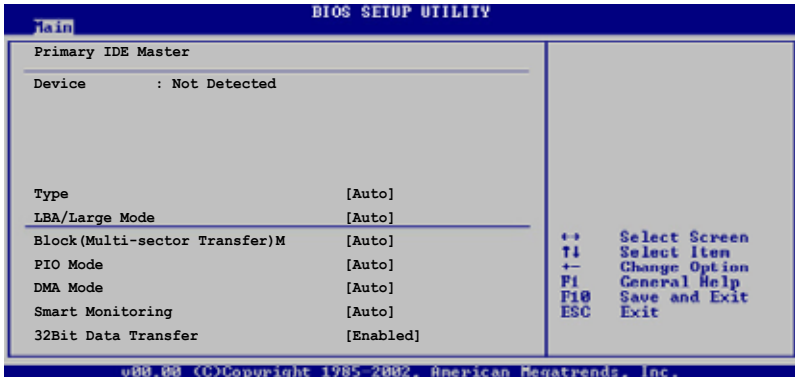 BIOS SETUP UTILITY
Main
Primary IDE Master
Device : Not Detected
Type [Auto]
LBA/Large Mode [Auto]
Block(Multi-sector Transfer)M [Auto]
PIO Mode [Auto]
DMA Mode [Auto]
Smart Monitoring [Auto]
32Bit Data Transfer [Enabled]
←→ Select Screen
↑↓ Select Item
+- Change Option
F1 General Help
F10 Save and Exit
ESC Exit
v00.00 (C)Copyright 1985-2002, American Megatrends, Inc.